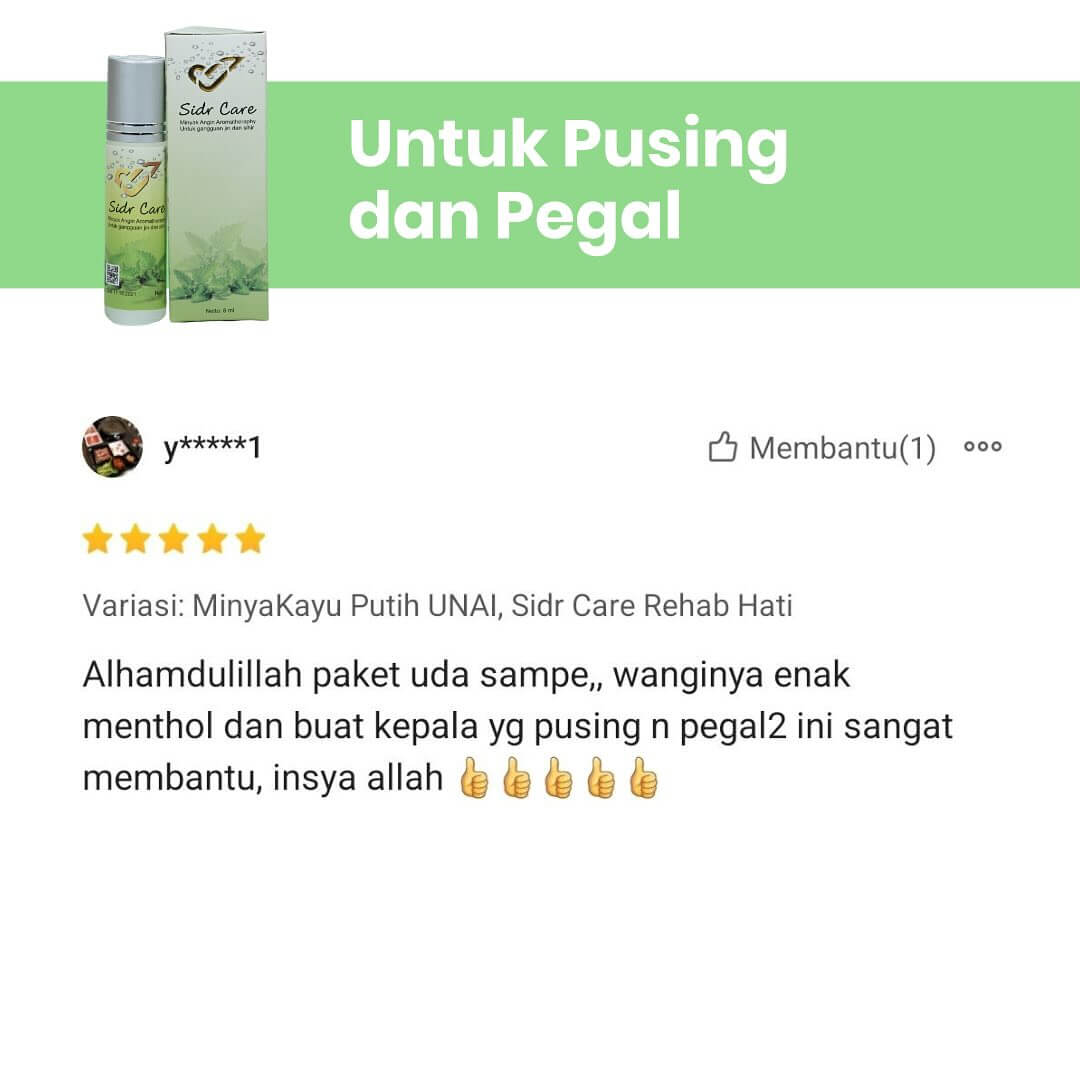 Sidr Care
Minyak Angin Aromatheraphy
Untuk gangguan jin dan sihir
Sidr Care
Netto. 8 ml
Untuk Pusing
dan Pegal
y*****1
Membantu(1)
Variasi: MinyaKayu Putih UNAI, Sidr Care Rehab Hati
Alhamdulillah paket uda sampe,, wanginya enak
menthol dan buat kepala yg pusing n pegal2 ini sangat
membantu, insya allah 👍👍👍👍👍